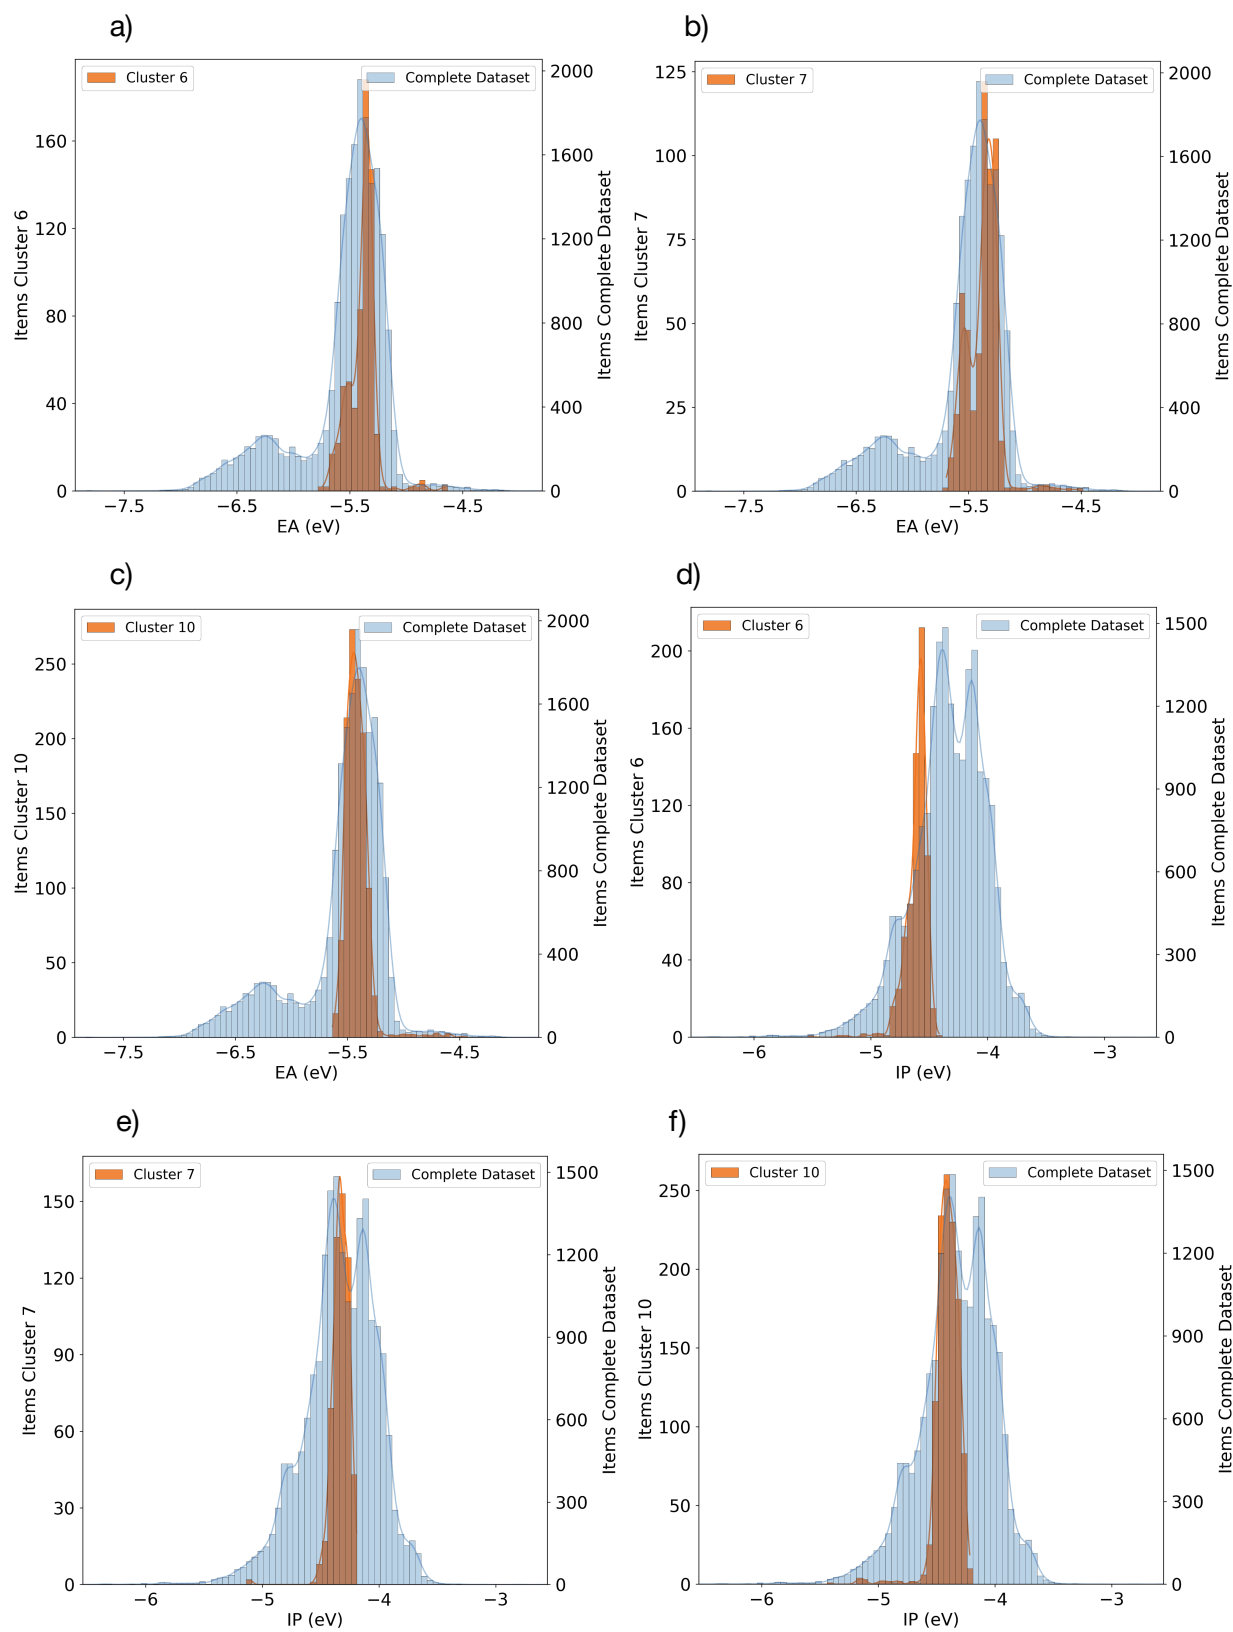 a)
b)
Cluster 6
Complete Dataset
Items Cluster 6
160
120
80
40
0
2000
1600
1200
800
400
0
Items Complete Dataset
−7.5
−6.5
−5.5
−4.5
EA (eV)
Cluster 7
Complete Dataset
Items Cluster 7
125
100
75
50
25
0
2000
1600
1200
800
400
0
Items Complete Dataset
−7.5
−6.5
−5.5
−4.5
EA (eV)
c)
d)
Cluster 10
Complete Dataset
Items Cluster 10
250
200
150
100
50
0
2000
1600
1200
800
400
0
Items Complete Dataset
−7.5
−6.5
−5.5
−4.5
EA (eV)
Cluster 6
Complete Dataset
Items Cluster 6
200
160
120
80
40
0
1500
1200
900
600
300
0
Items Complete Dataset
−6
−5
−4
−3
IP (eV)
e)
f)
Cluster 7
Complete Dataset
Items Cluster 7
150
120
90
60
30
0
1500
1200
900
600
300
0
Items Complete Dataset
−6
−5
−4
−3
IP (eV)
Cluster 10
Complete Dataset
Items Cluster 10
250
200
150
100
50
0
1500
1200
900
600
300
0
Items Complete Dataset
−6
−5
−4
−3
IP (eV)